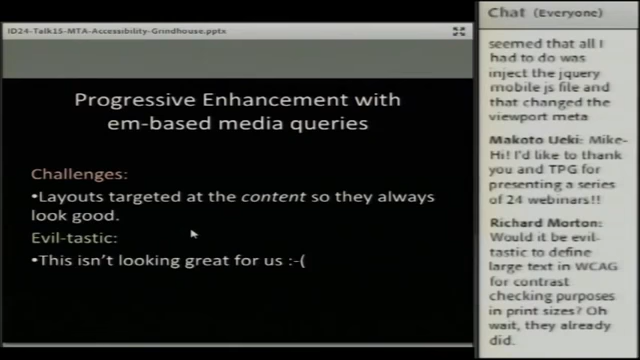 ID24-Talk15-MTA-Accessibility-Grindhouse.pptx
Progressive Enhancement with
em-based media queries
Challenges:
•Layouts targeted at the content so they always
look good.
Evil-tastic:
•This isn't looking great for us :-(
Chat (Everyone)
seemed that all I
had to do was
inject the jquery
mobile js file and
that changed the
viewport meta
Makoto Ueki: Mike-
Hi! I'd like to thank
you and TPG for
presenting a series
of 24 webinars!!
Richard Morton:
Would it be evil-
tastic to define
large text in WCAG
for contrast
checking purposes
in print sizes? Oh
wait, they already
did.